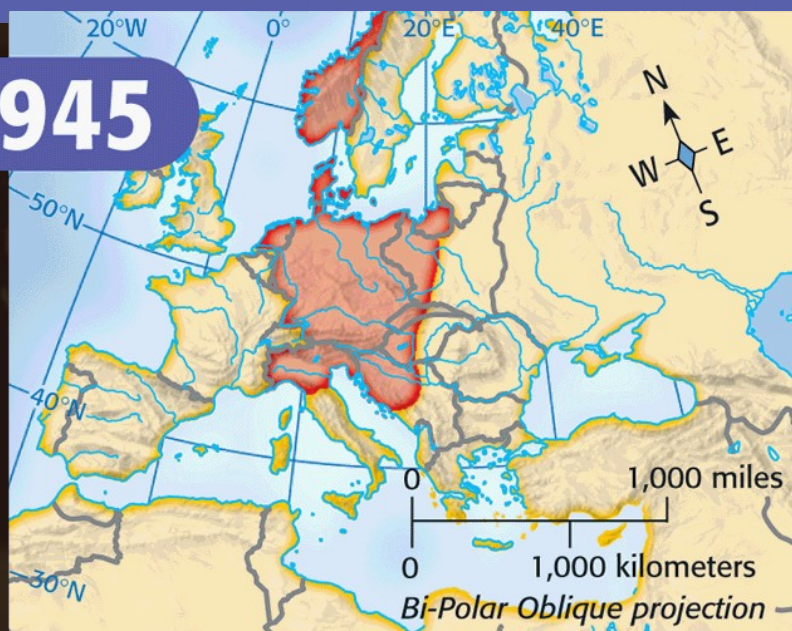 20°W
0°
20°E
40°E
945
N
W
E
S
50°N
40°N
0
1,000 miles
0
1,000 kilometers
30°N
Bi-Polar Oblique projection